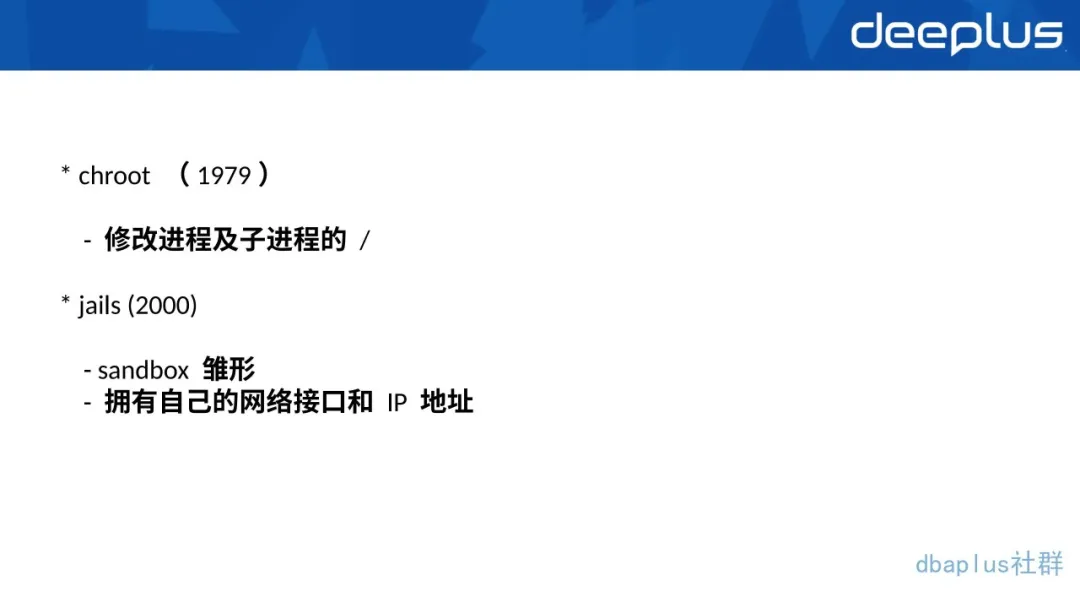 deeplus
* chroot （ 1979 ）
- 修改进程及子进程的 /
* jails (2000)
- sandbox 雏形
- 拥有自己的网络接口和 IP 地址
dbaplus社群